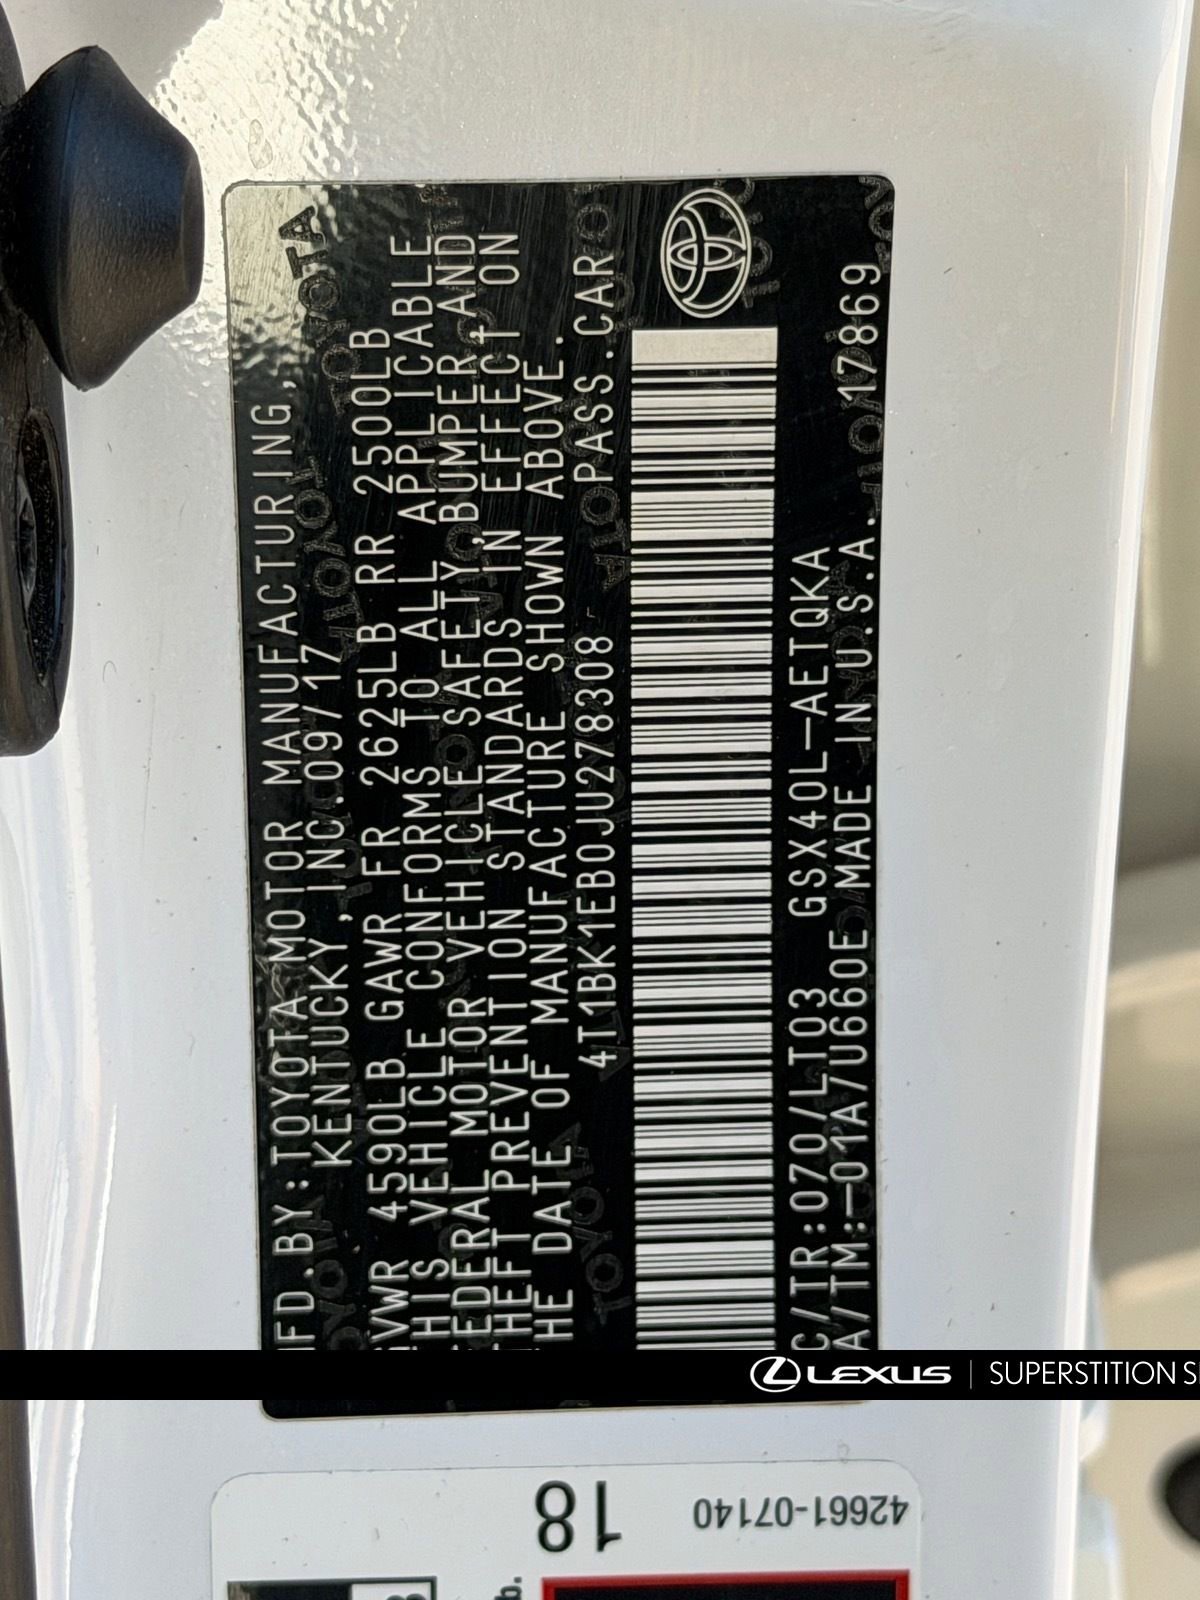 MFD.BY:TOYOTA MOTOR MANUFACTURING,
KENTUCKY,INC.09/17
GVWR 4590LB GAWR FR 2625LB RR 2500LB
THIS VEHICLE CONFORMS TO ALL APPLICABLE
FEDERAL MOTOR VEHICLE SAFETY,BUMPER,AND
THEFT PREVENTION STANDARDS IN EFFECT ON
THE DATE OF MANUFACTURE SHOWN ABOVE.
4T1BK1EB0JU278308 PASS.CAR
C/TR:070/LT03 GSX40L-AETQKA
A/TM:-01A/U660E MADE IN U.S.A. 17869
LEXUS | SUPERSTITION S
18
42661-07140